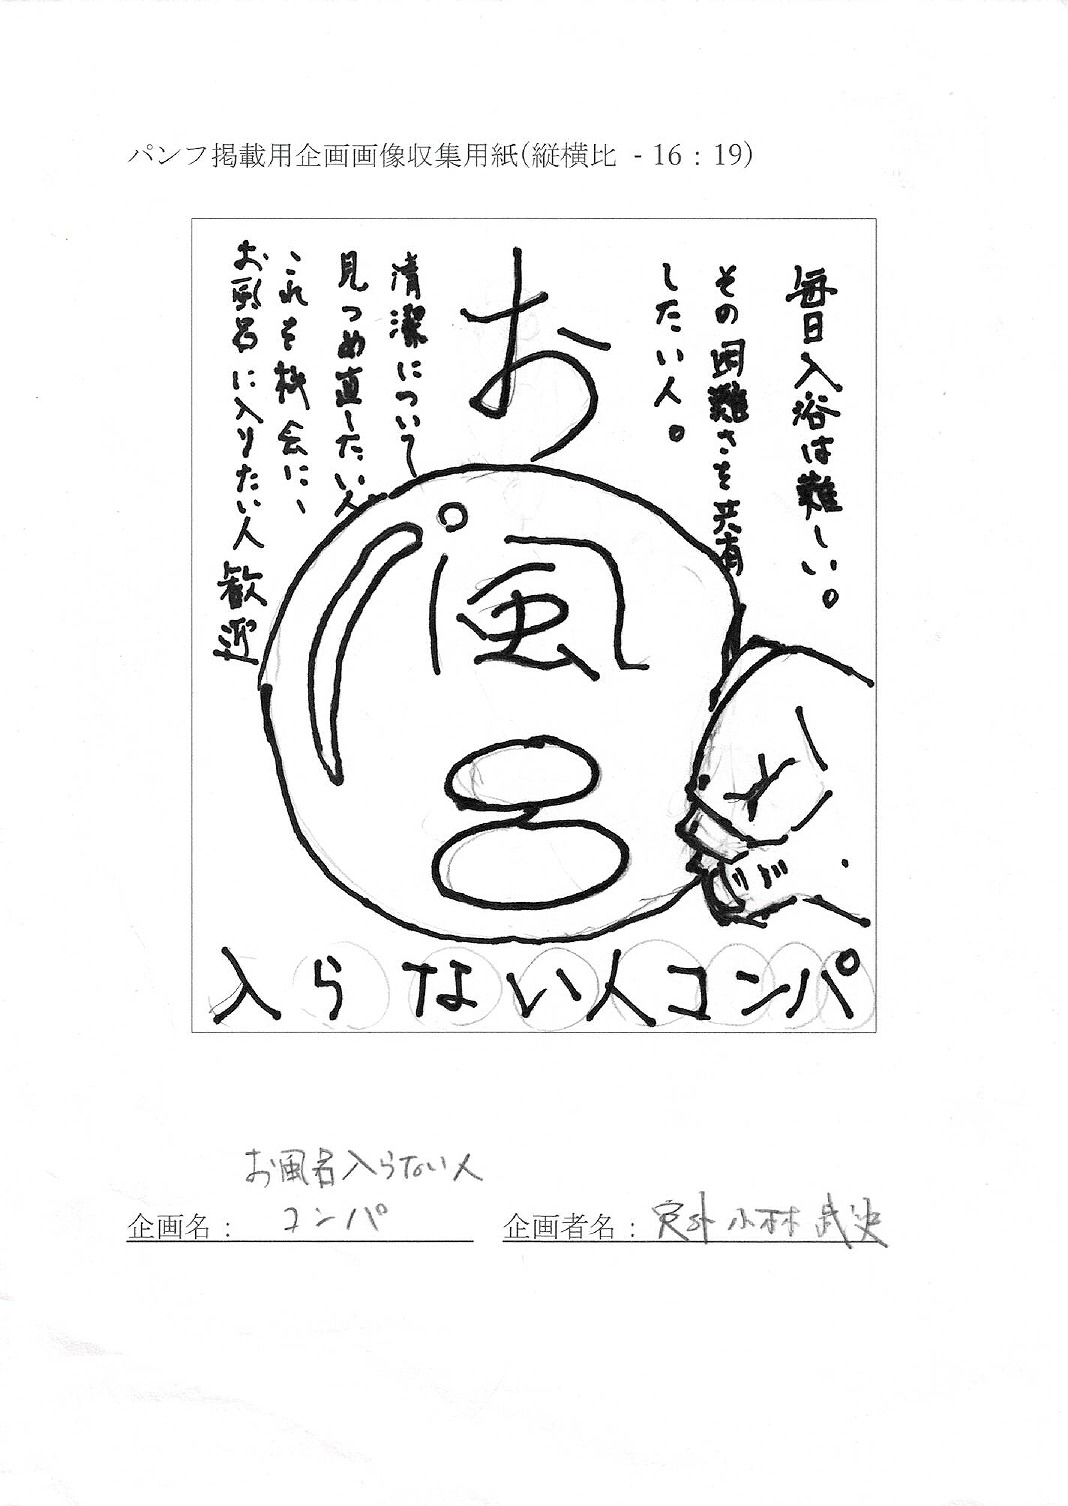 パンフ掲載用企画画像収集用紙(縦横比 - 16：19)
毎日入浴は難しい。
その困難さを共有
したい人。
お風呂
清潔について
見つめ直したい人。
これを機会に、
お風呂に入りたい人歓迎
入らない人コンパ
お風呂入らない人
企画名： コンパ
企画者名： 定外 小林武史